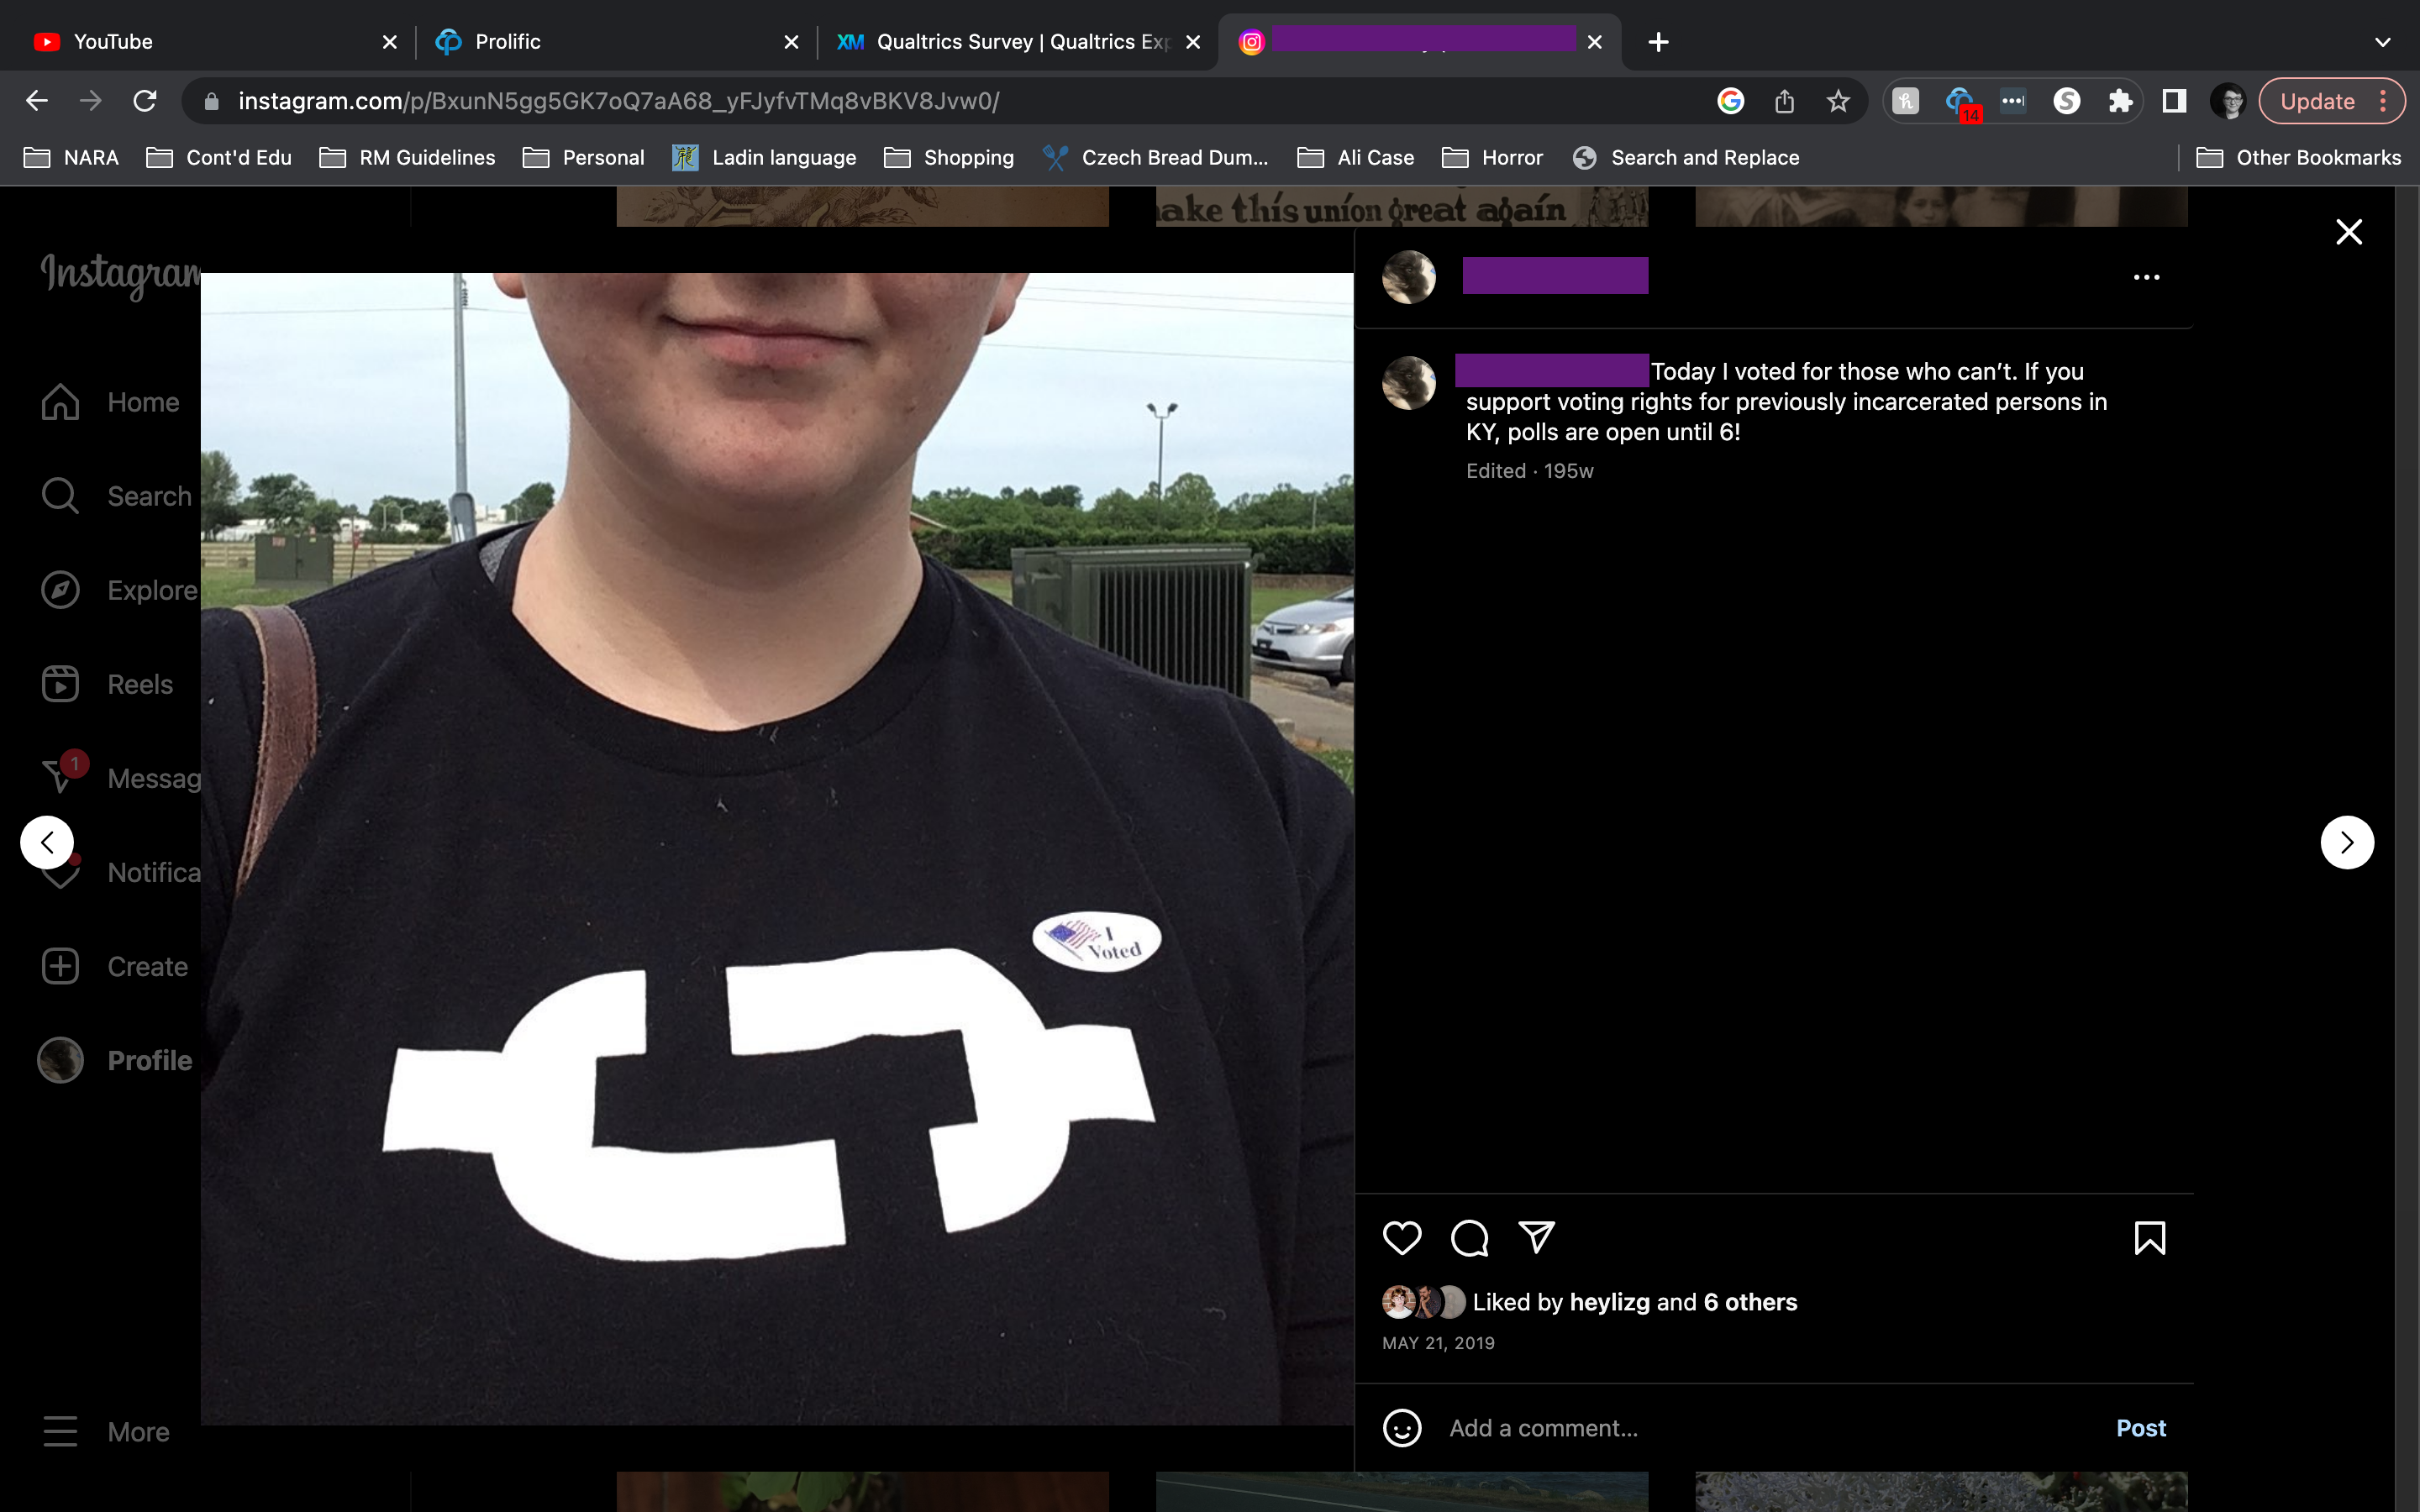 YouTube
Prolific
XM Qualtrics Survey | Qualtrics Exp
instagram.com/p/BxunN5gg5GK7oQ7aA68_yFJyfvTMq8vBKV8Jvw0/
14
Update
NARA
Cont'd Edu
RM Guidelines
Personal
Ladin language
Shopping
Czech Bread Dum...
Ali Case
Horror
Search and Replace
Other Bookmarks
make this union great again
Instagram
Home
Search
Explore
Reels
1
Messag
Notifica
Create
Profile
More
I
Voted
Today I voted for those who can't. If you
support voting rights for previously incarcerated persons in
KY, polls are open until 6!
Edited · 195w
Liked by heylizg and 6 others
MAY 21, 2019
Add a comment...
Post